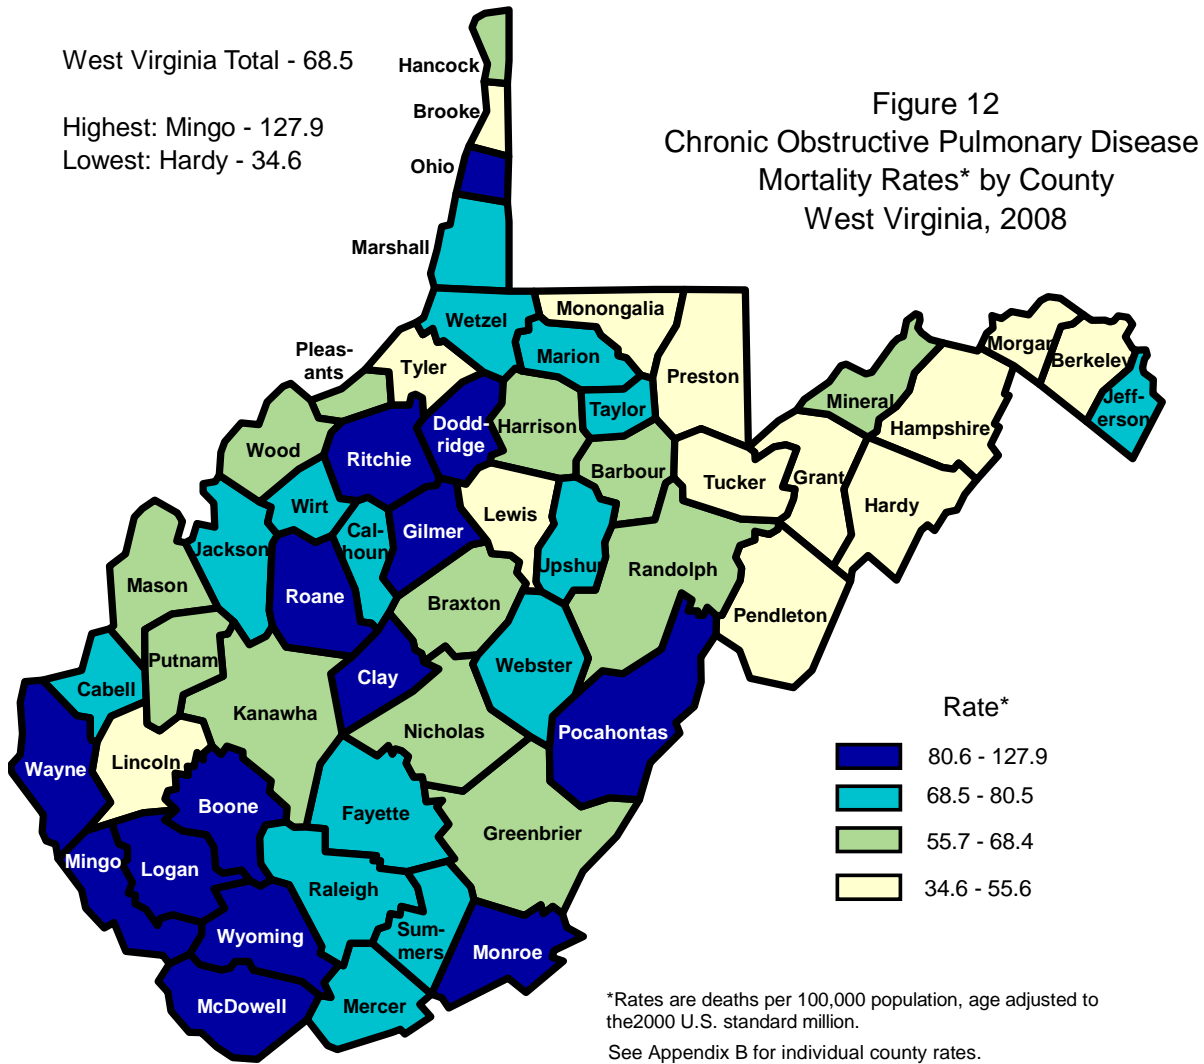 West Virginia Total - 68.5
Highest: Mingo - 127.9
Lowest: Hardy - 34.6
Figure 12
Chronic Obstructive Pulmonary Disease
Mortality Rates* by County
West Virginia, 2008
Hancock
Brooke
Ohio
Marshall
Wetzel
Monongalia
Marion
Preston
Pleas-
ants
Tyler
Morgan
Berkeley
Jeff-
erson
Mineral
Hampshire
Wood
Ritchie
Dodd-
ridge
Harrison
Taylor
Barbour
Tucker
Grant
Hardy
Wirt
Cal-
houn
Gilmer
Lewis
Upshur
Randolph
Jackson
Mason
Roane
Braxton
Pendleton
Putnam
Cabell
Kanawha
Clay
Webster
Nicholas
Pocahontas
Wayne
Lincoln
Boone
Fayette
Greenbrier
Mingo
Logan
Raleigh
Wyoming
Sum-
mers
Monroe
McDowell
Mercer
Rate*
80.6 - 127.9
68.5 - 80.5
55.7 - 68.4
34.6 - 55.6
*Rates are deaths per 100,000 population, age adjusted to
the2000 U.S. standard million.
See Appendix B for individual county rates.